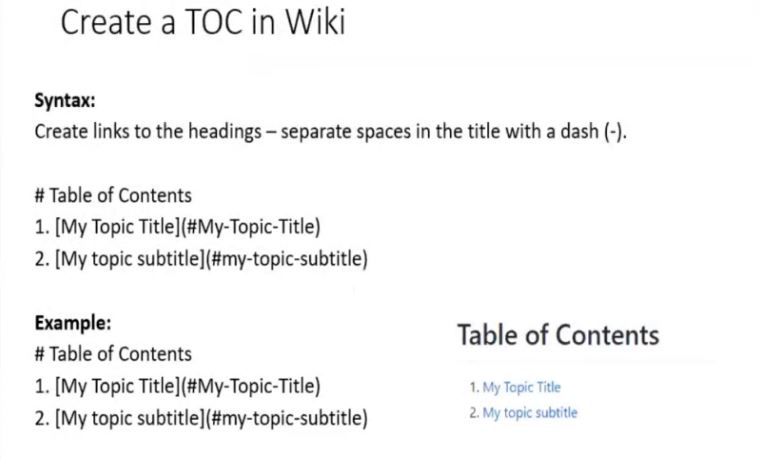 Create a TOC in Wiki
Syntax:
Create links to the headings – separate spaces in the title with a dash (-).
# Table of Contents
1. [My Topic Title](#My-Topic-Title)
2. [My topic subtitle](#my-topic-subtitle)
Example:
# Table of Contents
1. [My Topic Title](#My-Topic-Title)
2. [My topic subtitle](#my-topic-subtitle)
Table of Contents
1. My Topic Title
2. My topic subtitle